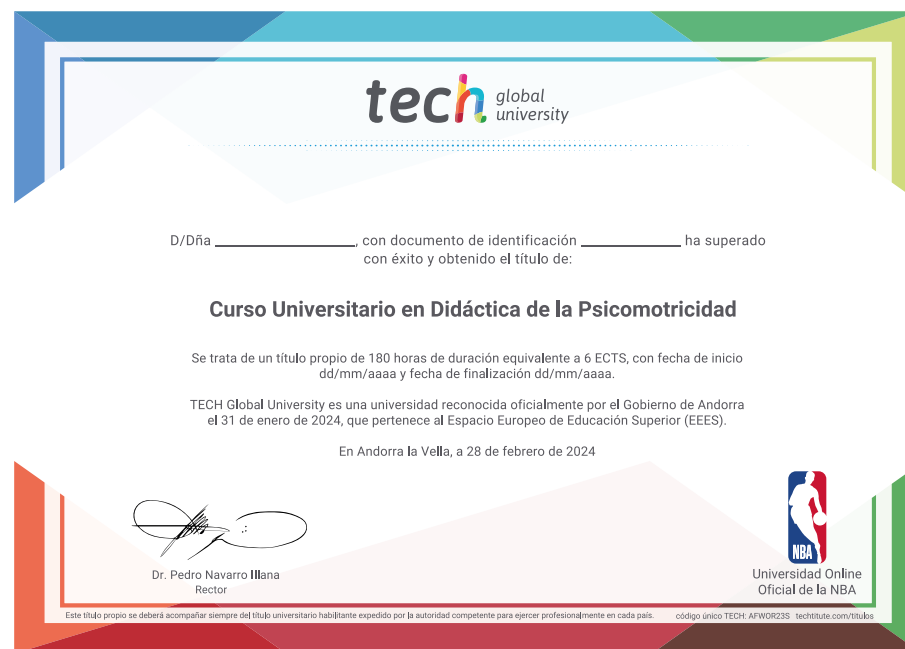 tech global university
D/Dña ____________, con documento de identificación ____________ ha superado
con éxito y obtenido el título de:
Curso Universitario en Didáctica de la Psicomotricidad
Se trata de un título propio de 180 horas de duración equivalente a 6 ECTS, con fecha de inicio
dd/mm/aaaa y fecha de finalización dd/mm/aaaa.
TECH Global University es una universidad reconocida oficialmente por el Gobierno de Andorra
el 31 de enero de 2024, que pertenece al Espacio Europeo de Educación Superior (EEES).
En Andorra la Vella, a 28 de febrero de 2024
NBA
Dr. Pedro Navarro Illana
Rector
Universidad Online
Oficial de la NBA
Este título propio se deberá acompañar siempre del título universitario habilitante expedido por la autoridad competente para ejercer profesionalmente en cada país.
código único TECH: AFWOR23S techtitute.com/titulos